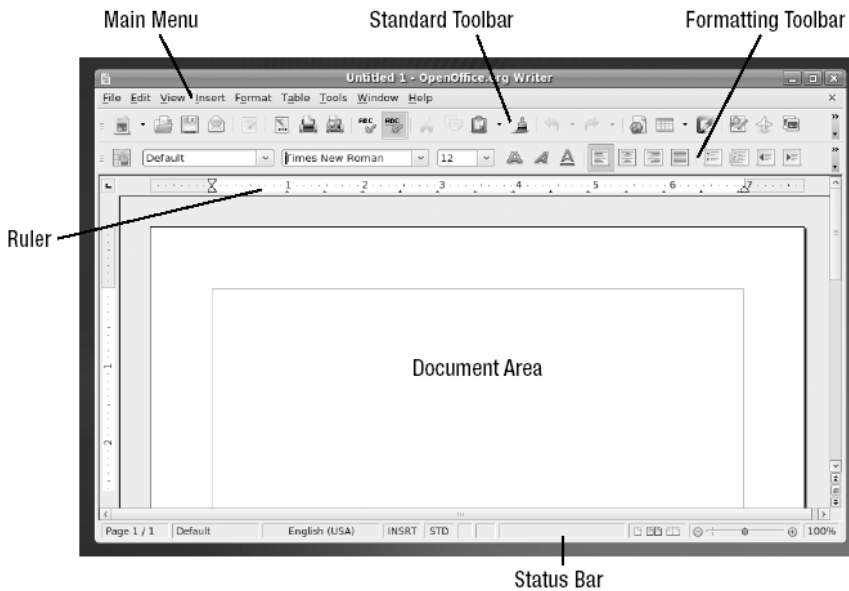 Main Menu Standard Toolbar Formatting Toolbar
Untitled 1 - OpenOffice.org Writer
File Edit View Insert Format Table Tools Window Help
Default Times New Roman 12
1 2 3 4 5 6 7
Ruler
1
Document Area
2
Page 1 / 1 Default English (USA) INSRT STD 100%
Status Bar